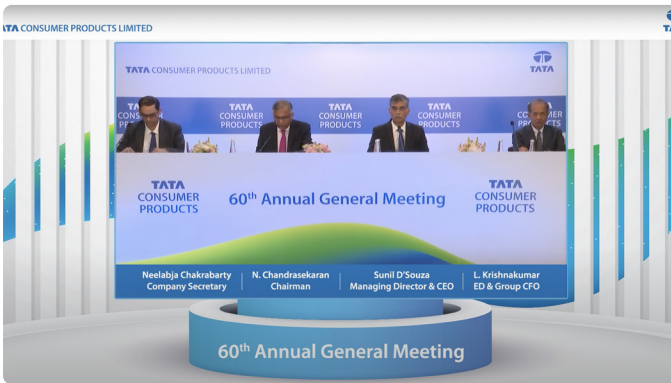 TATA CONSUMER PRODUCTS LIMITED
TATA CONSUMER PRODUCTS LIMITED
TATA
TATA
CONSUMER
PRODUCTS
TATA
CONSUMER
PRODUCTS
TATA
CONSUMER
PRODUCTS
TATA
CONSUMER
PRODUCTS
60th Annual General Meeting
TATA
CONSUMER
PRODUCTS
Neelabja Chakrabarty
Company Secretary
N. Chandrasekaran
Chairman
Sunil D'Souza
Managing Director & CEO
L. Krishnakumar
ED & Group CFO
60th Annual General Meeting